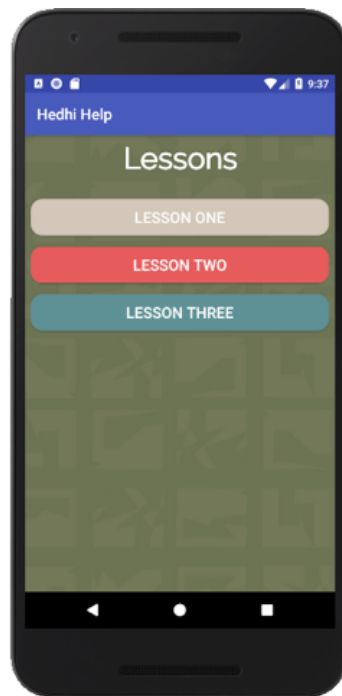 9:37
Hedhi Help
Lessons
LESSON ONE
LESSON TWO
LESSON THREE